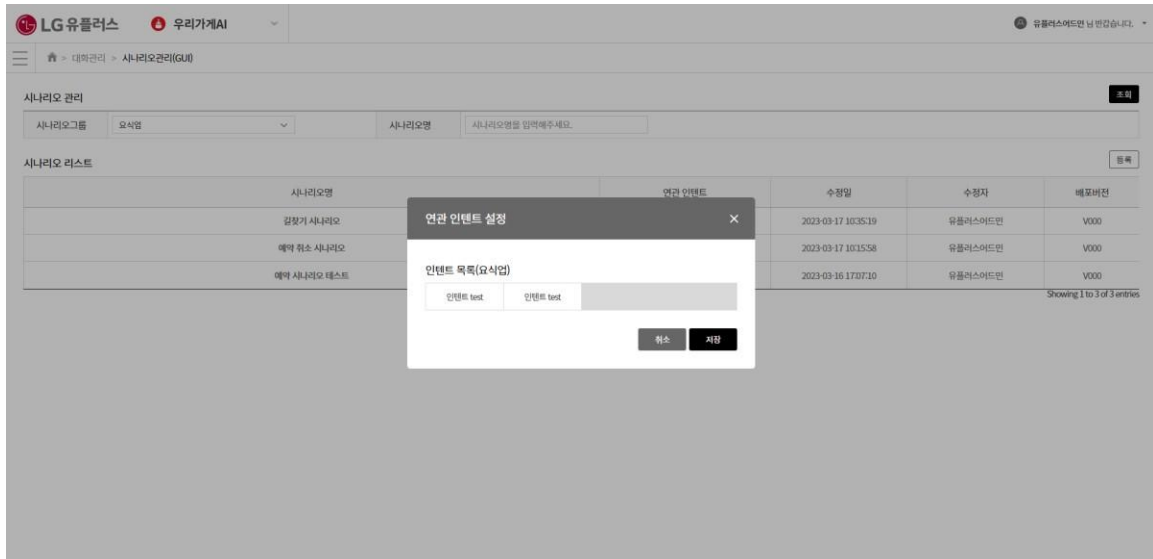 LG유플러스 우리가게AI 유플러스어드민 님 반갑습니다.
> 대화관리 > 시나리오관리(GUI)
시나리오 관리 조회
시나리오그룹 요식업 시나리오명 시나리오명을 입력해주세요.
시나리오 리스트 등록
시나리오명 연관 인텐트 수정일 수정자 배포버전
길찾기 시나리오 2023-03-17 10:35:19 유플러스어드민 V000
예약 취소 시나리오 2023-03-17 10:15:58 유플러스어드민 V000
예약 시나리오 테스트 2023-03-16 17:07:10 유플러스어드민 V000
Showing 1 to 3 of 3 entries
연관 인텐트 설정 ×
인텐트 목록(요식업)
인텐트 test 인텐트 test
취소 저장